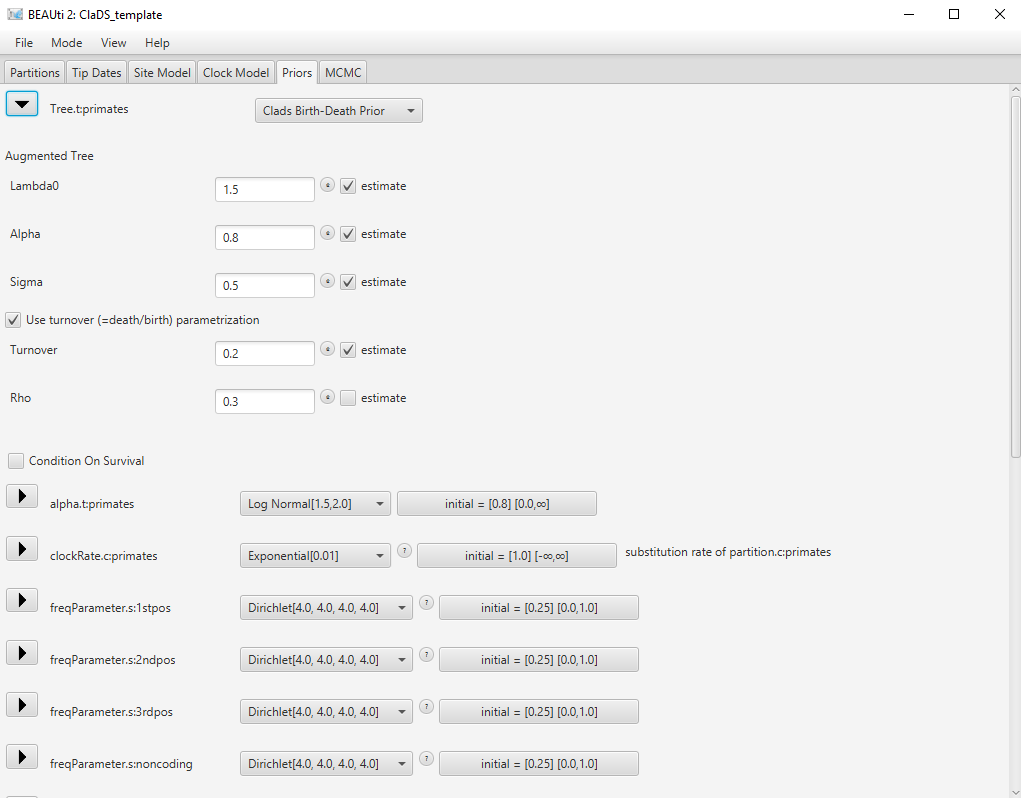 BEAUti 2: ClaDS_template
File Mode View Help
Partitions Tip Dates Site Model Clock Model Priors MCMC
Tree.t:primates Clads Birth-Death Prior
Augmented Tree
Lambda0 1.5 e estimate
Alpha 0.8 e estimate
Sigma 0.5 e estimate
Use turnover (=death/birth) parametrization
Turnover 0.2 e estimate
Rho 0.3 e estimate
Condition On Survival
alpha.t:primates Log Normal[1.5,2.0] initial = [0.8] [0.0,∞]
clockRate.c:primates Exponential[0.01] ? initial = [1.0] [-∞,∞] substitution rate of partition.c:primates
freqParameter.s:1stpos Dirichlet[4.0, 4.0, 4.0, 4.0] ? initial = [0.25] [0.0,1.0]
freqParameter.s:2ndpos Dirichlet[4.0, 4.0, 4.0, 4.0] ? initial = [0.25] [0.0,1.0]
freqParameter.s:3rdpos Dirichlet[4.0, 4.0, 4.0, 4.0] ? initial = [0.25] [0.0,1.0]
freqParameter.s:noncoding Dirichlet[4.0, 4.0, 4.0, 4.0] ? initial = [0.25] [0.0,1.0]